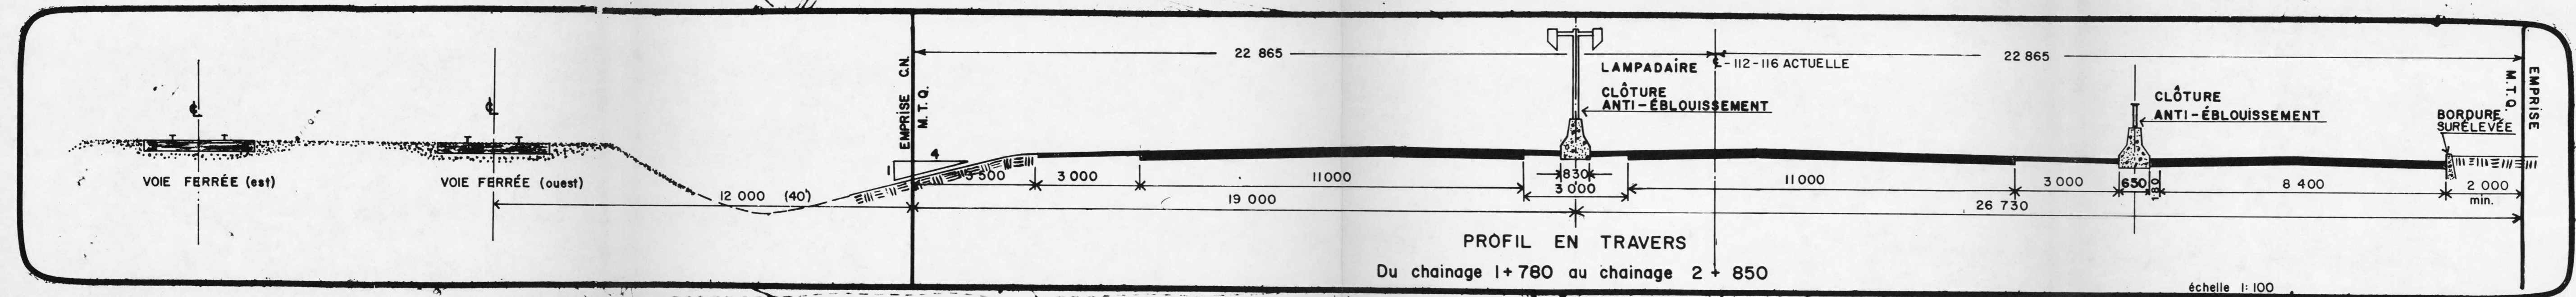 22 865
22 865
LAMPADAIRE
℄-112-116 ACTUELLE
CLÔTURE
ANTI-ÉBLOUISSEMENT
CLÔTURE
ANTI-ÉBLOUISSEMENT
EMPRISE C.N.
M.T.Q.
EMPRISE
M.T.Q.
BORDURE
SURÉLEVÉE
℄
℄
4
1
VOIE FERRÉE (est)
VOIE FERRÉE (ouest)
3 500
3 000
11000
830
3 000
11 000
3 000
650
180
8 400
2 000
min.
12 000 (40')
19 000
26 730
PROFIL EN TRAVERS
Du chainage 1+780 au chainage 2+850
échelle 1:100